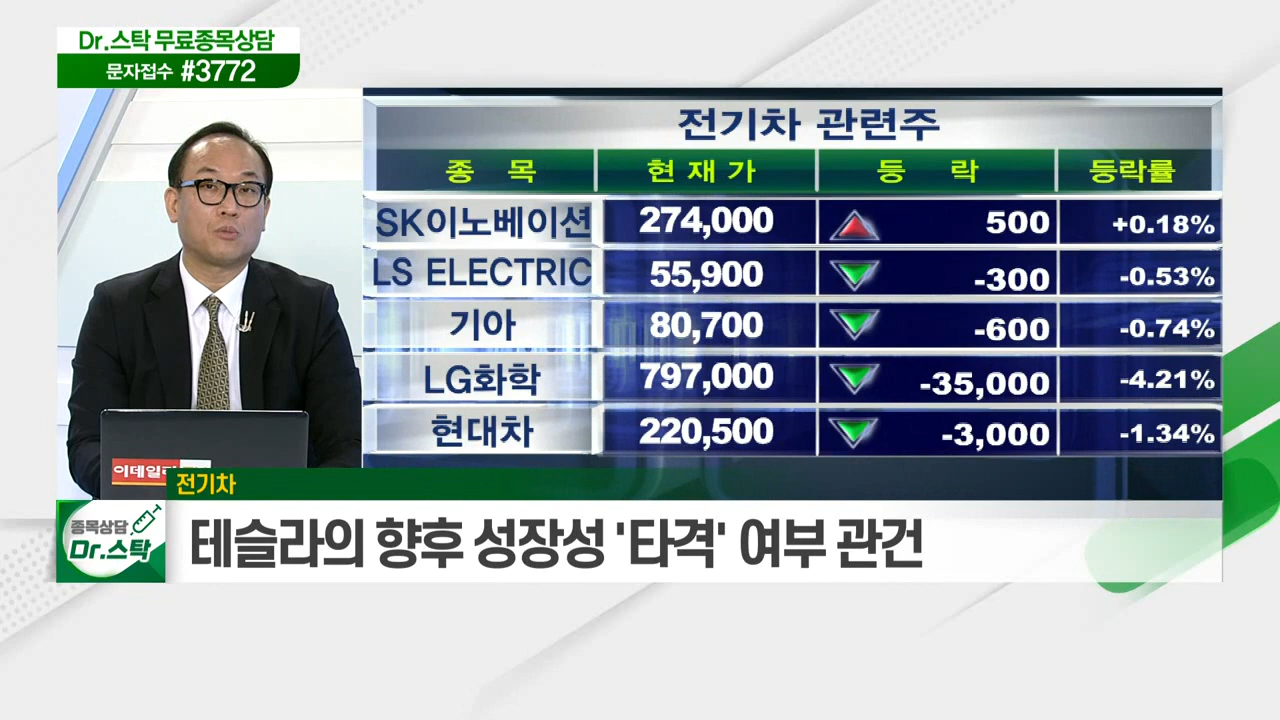 Dr.스탁 무료종목상담
문자접수 #3772
전기차 관련주
종 목 현 재 가 등 락 등락률
SK이노베이션 274,000 500 +0.18%
LS ELECTRIC 55,900 -300 -0.53%
기아 80,700 -600 -0.74%
LG화학 797,000 -35,000 -4.21%
현대차 220,500 -3,000 -1.34%
이데일리
전기차
종목상담
Dr.스탁
테슬라의 향후 성장성 '타격' 여부 관건